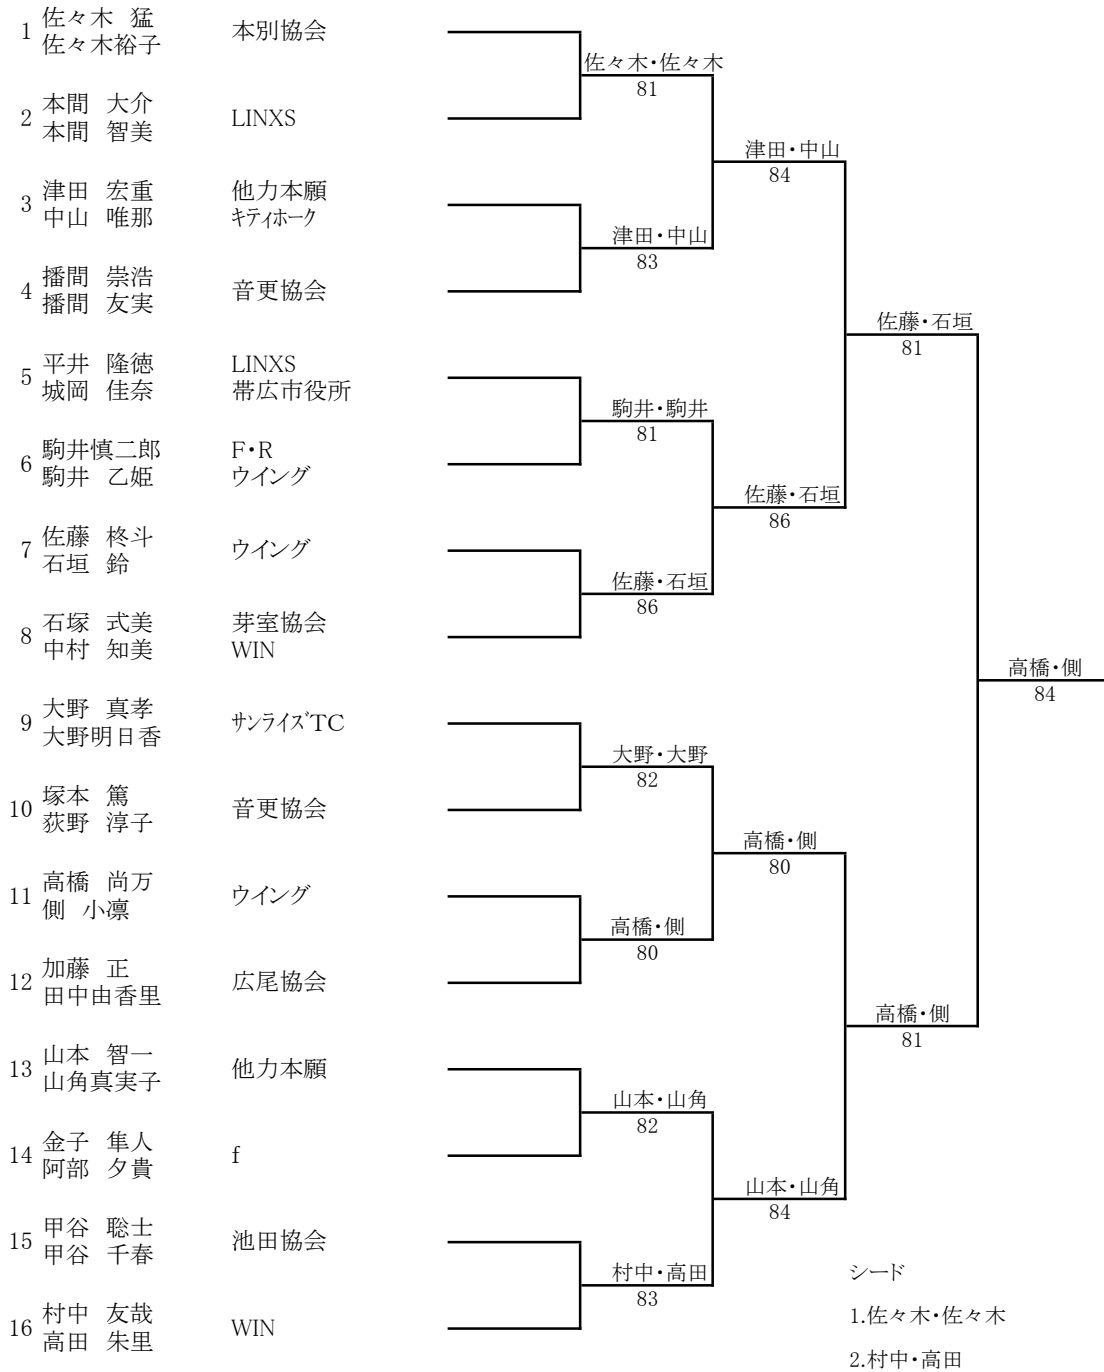 1 佐々木 猛 本別協会
佐々木裕子
佐々木・佐々木
81
2 本間 大介 LINXS
本間 智美
津田・中山
84
3 津田 宏重 他力本願
中山 唯那 キティホーク
津田・中山
83
4 播間 崇浩 音更協会
播間 友実
佐藤・石垣
81
5 平井 隆徳 LINXS
城岡 佳奈 帯広市役所
駒井・駒井
81
6 駒井慎二郎 F・R
駒井 乙姫 ウイング
佐藤・石垣
86
7 佐藤 柊斗 ウイング
石垣 鈴
佐藤・石垣
86
8 石塚 式美 芽室協会
中村 知美 WIN
高橋・側
84
9 大野 真孝 サンライズTC
大野明日香
大野・大野
82
10 塚本 篤 音更協会
荻野 淳子
高橋・側
80
11 高橋 尚万 ウイング
側 小凛
高橋・側
80
12 加藤 正 広尾協会
田中由香里
高橋・側
81
13 山本 智一 他力本願
山角真実子
山本・山角
82
14 金子 隼人 f
阿部 夕貴
山本・山角
84
15 甲谷 聡士 池田協会
甲谷 千春
村中・高田
83
16 村中 友哉 WIN
高田 朱里
シード
1.佐々木・佐々木
2.村中・高田